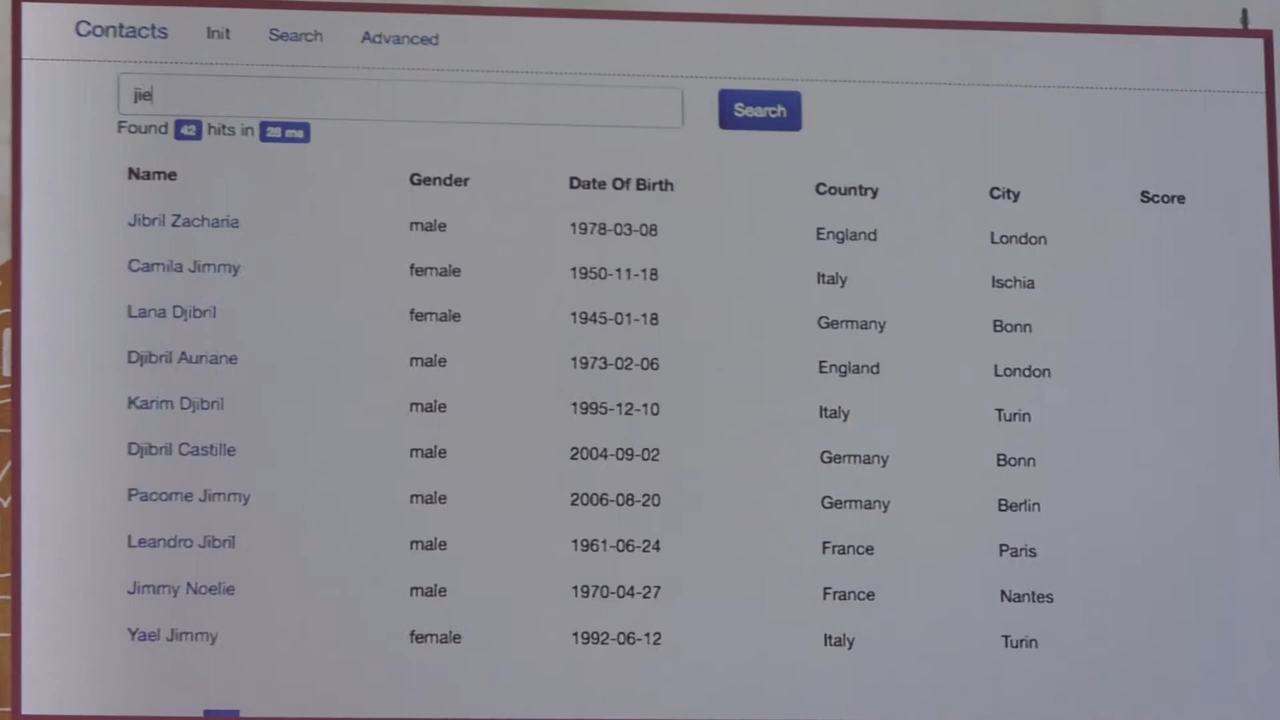 Contacts Init Search Advanced
jie Search
Found 42 hits in 28 ms
Name Gender Date Of Birth Country City Score
Jibril Zacharia male 1978-03-08 England London
Camila Jimmy female 1950-11-18 Italy Ischia
Lana Djibril female 1945-01-18 Germany Bonn
Djibril Auriane male 1973-02-06 England London
Karim Djibril male 1995-12-10 Italy Turin
Djibril Castille male 2004-09-02 Germany Bonn
Pacome Jimmy male 2006-08-20 Germany Berlin
Leandro Jibril male 1961-06-24 France Paris
Jimmy Noelie male 1970-04-27 France Nantes
Yael Jimmy female 1992-06-12 Italy Turin